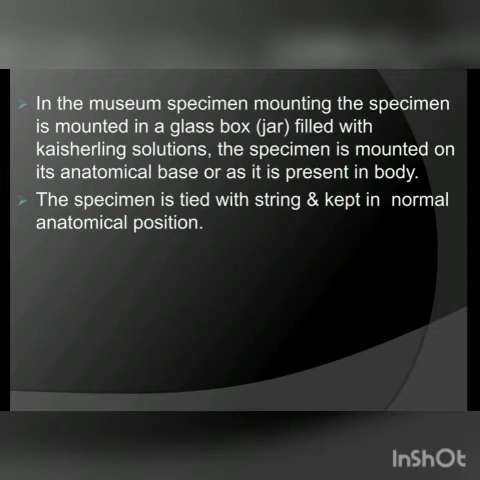 In the museum specimen mounting the specimen
is mounted in a glass box (jar) filled with
kaisherling solutions, the specimen is mounted on
its anatomical base or as it is present in body.
The specimen is tied with string & kept in normal
anatomical position.
InShOt